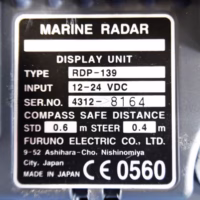 MARINE RADAR
DISPLAY UNIT
TYPE RDP-139
INPUT 12-24 VDC
SER.NO. 4312-8164
COMPASS SAFE DISTANCE
STD 0.6 m STEER 0.4 m
FURUNO ELECTRIC CO., LTD.
9-52 Ashihara-Cho, Nishinomiya
City, Japan
MADE IN JAPAN CE 0560